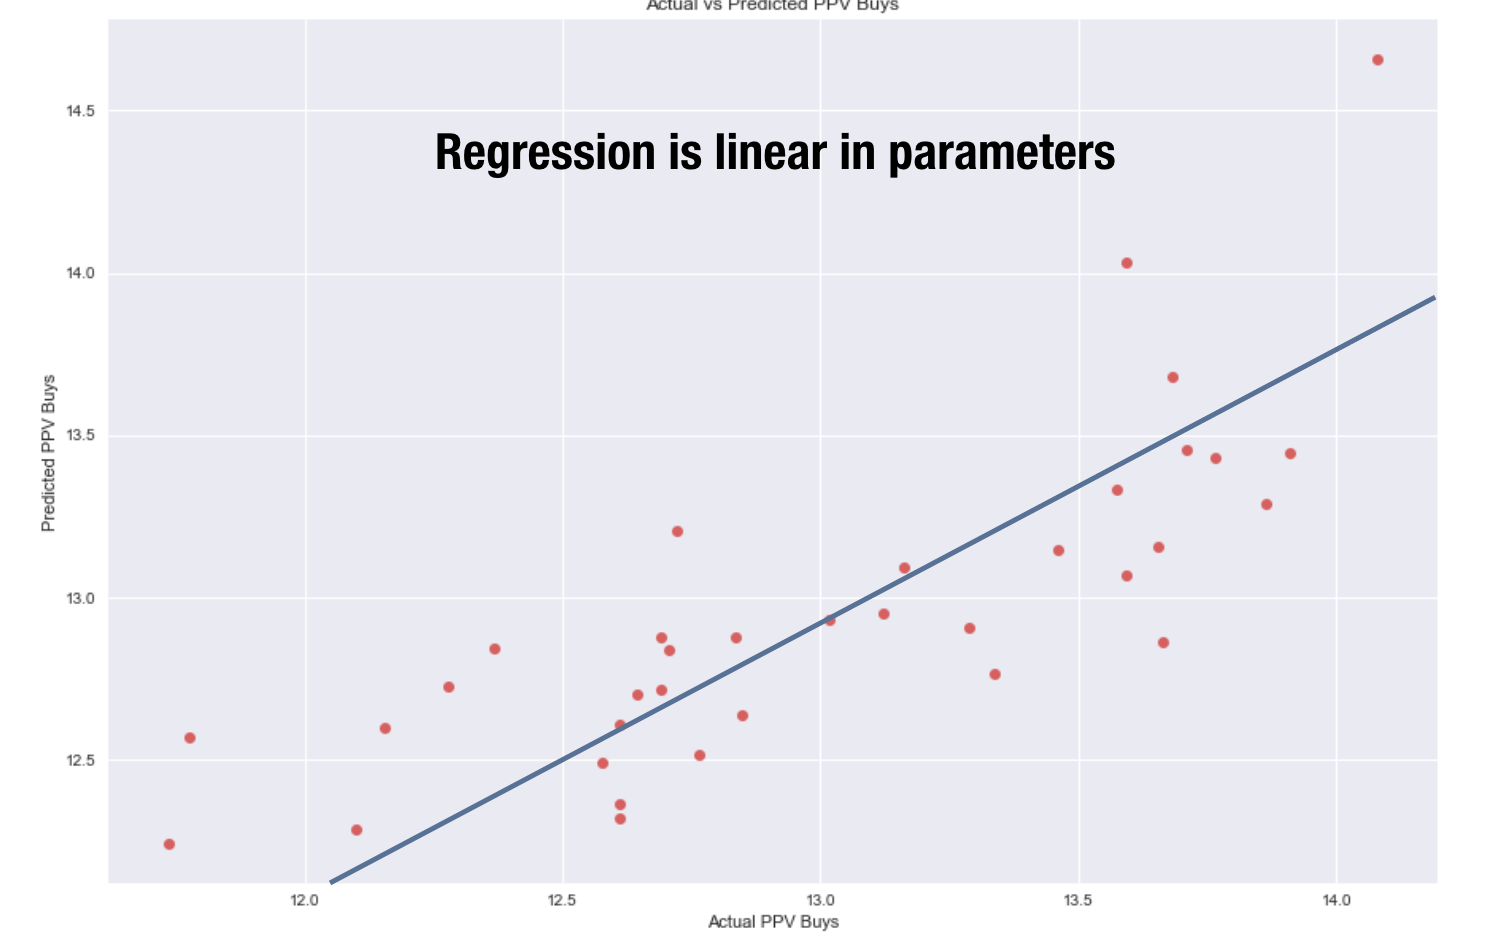 Actual vs Predicted PPV Buys
Regression is linear in parameters
14.5
14.0
13.5
13.0
12.5
Predicted PPV Buys
12.0
12.5
13.0
13.5
14.0
Actual PPV Buys